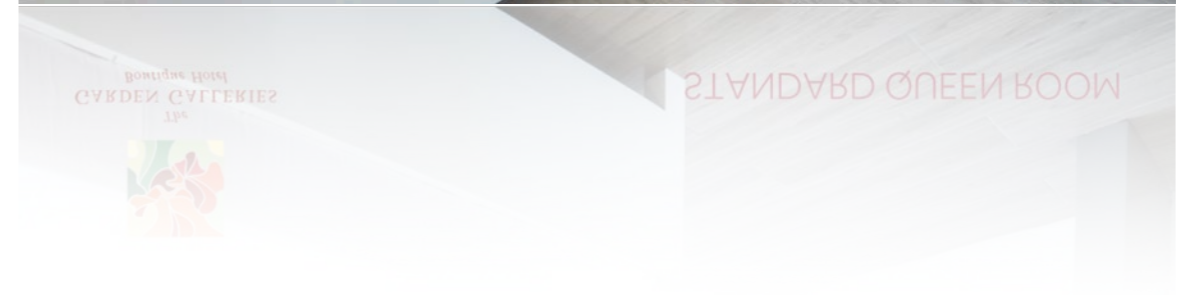 The
GARDEN GALLERIES
Boutique Hotel
STANDARD QUEEN ROOM